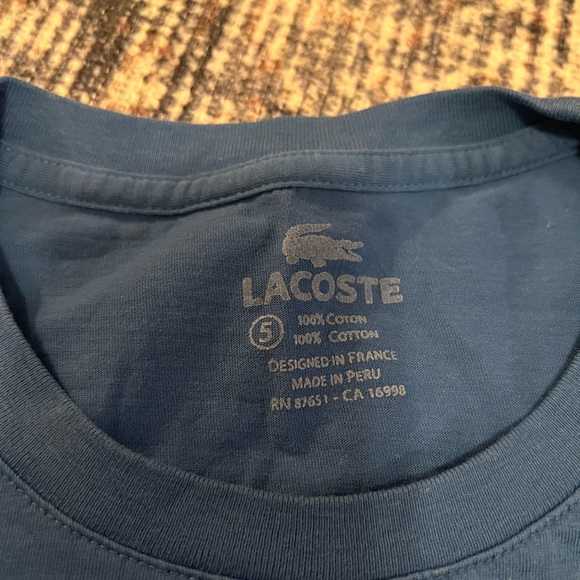 LACOSTE
5 100% COTON
100% COTTON
DESIGNED IN FRANCE
MADE IN PERU
RN 87651 - CA 16998